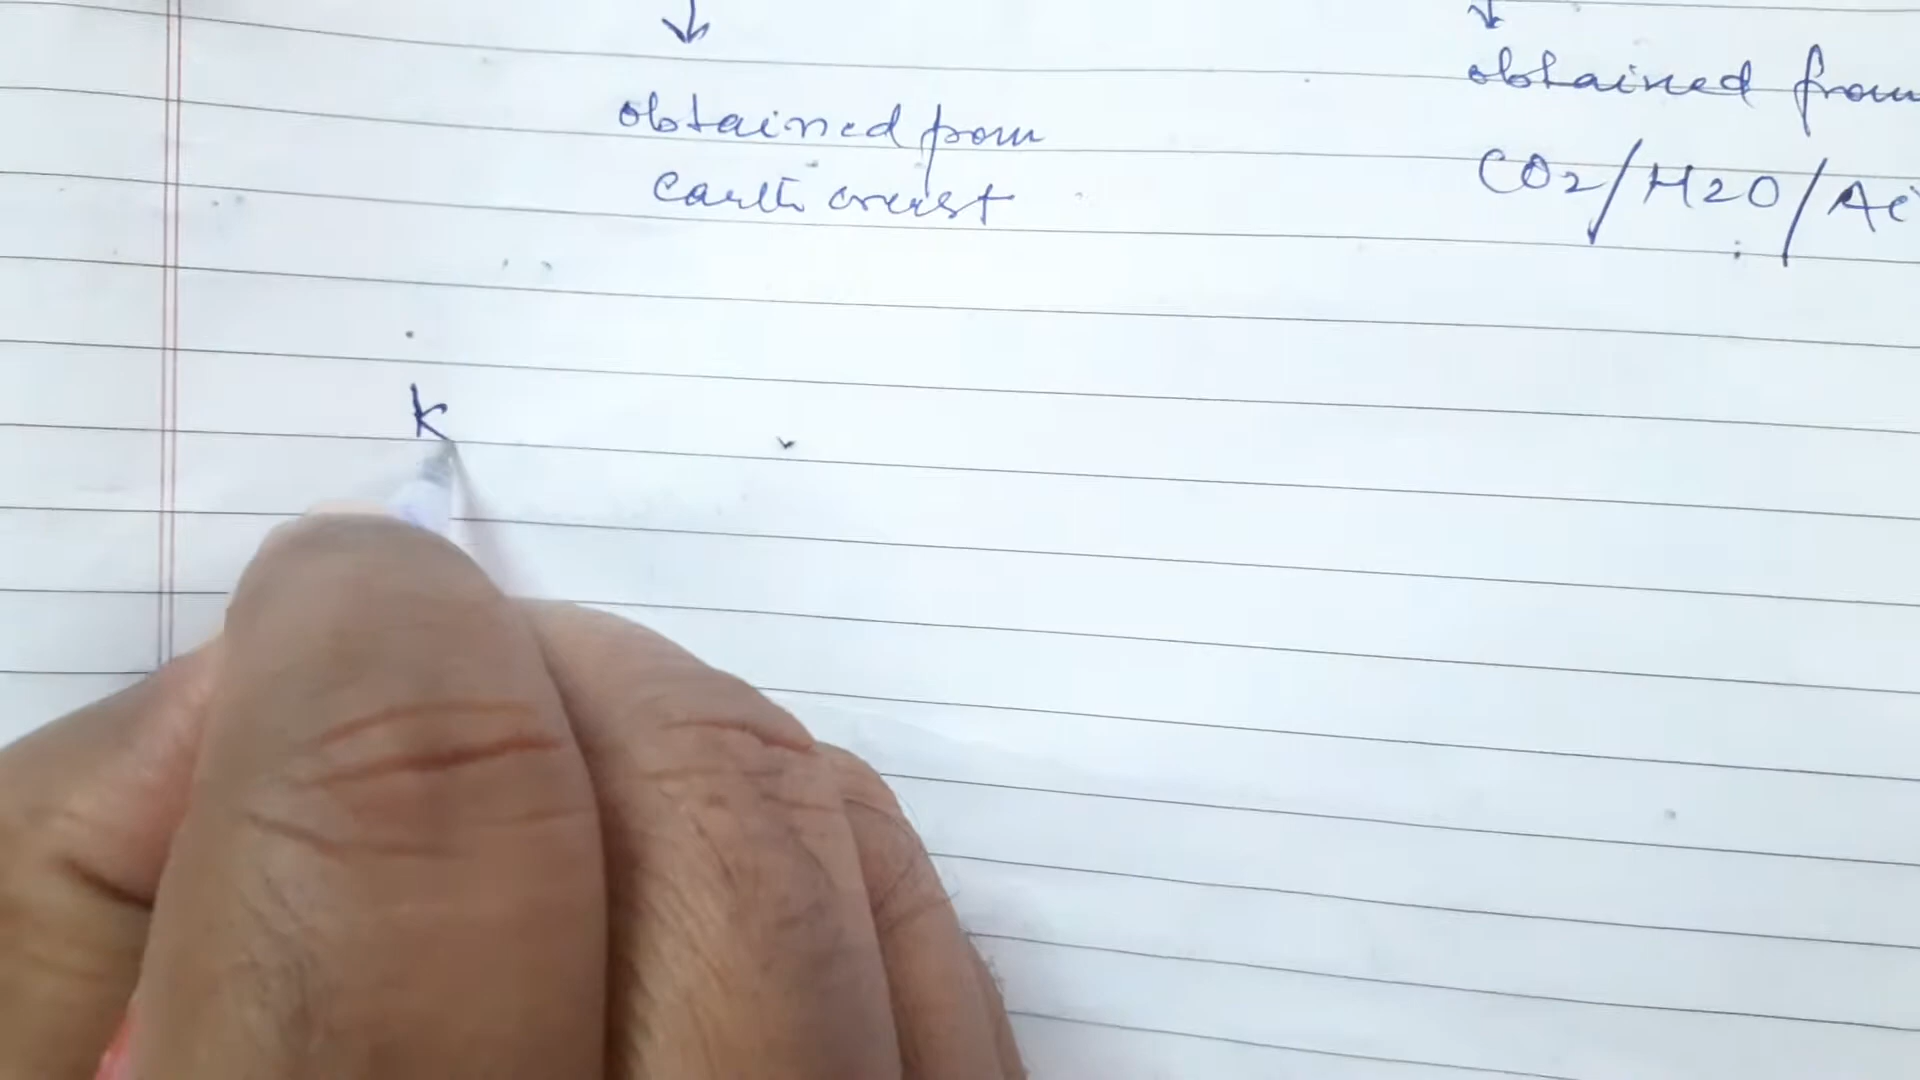 obtained from
earth crust
obtained from
CO2/H2O/
K